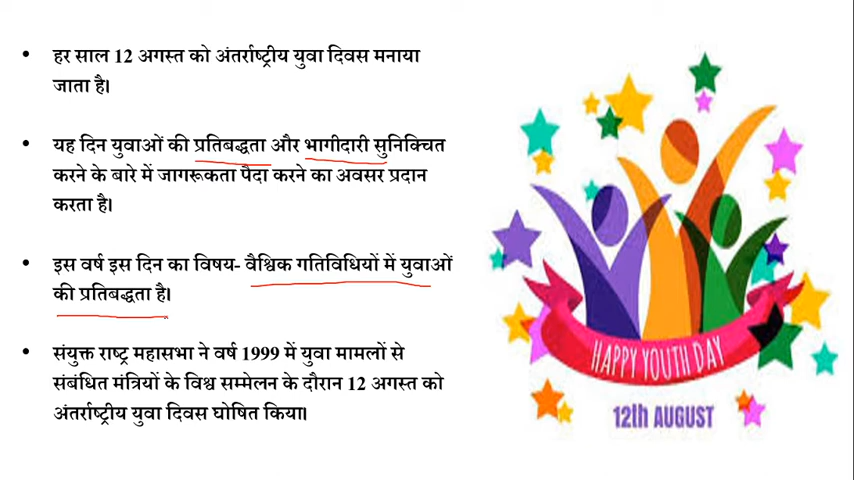 • हर साल 12 अगस्त को अंतर्राष्ट्रीय युवा दिवस मनाया
जाता है।
• यह दिन युवाओं की प्रतिबद्धता और भागीदारी सुनिश्चित
करने के बारे में जागरूकता पैदा करने का अवसर प्रदान
करता है।
• इस वर्ष इस दिन का विषय- वैश्विक गतिविधियों में युवाओं
की प्रतिबद्धता है।
• संयुक्त राष्ट्र महासभा ने वर्ष 1999 में युवा मामलों से
संबंधित मंत्रियों के विश्व सम्मेलन के दौरान 12 अगस्त को
अंतर्राष्ट्रीय युवा दिवस घोषित किया।
HAPPY YOUTH DAY
12th AUGUST